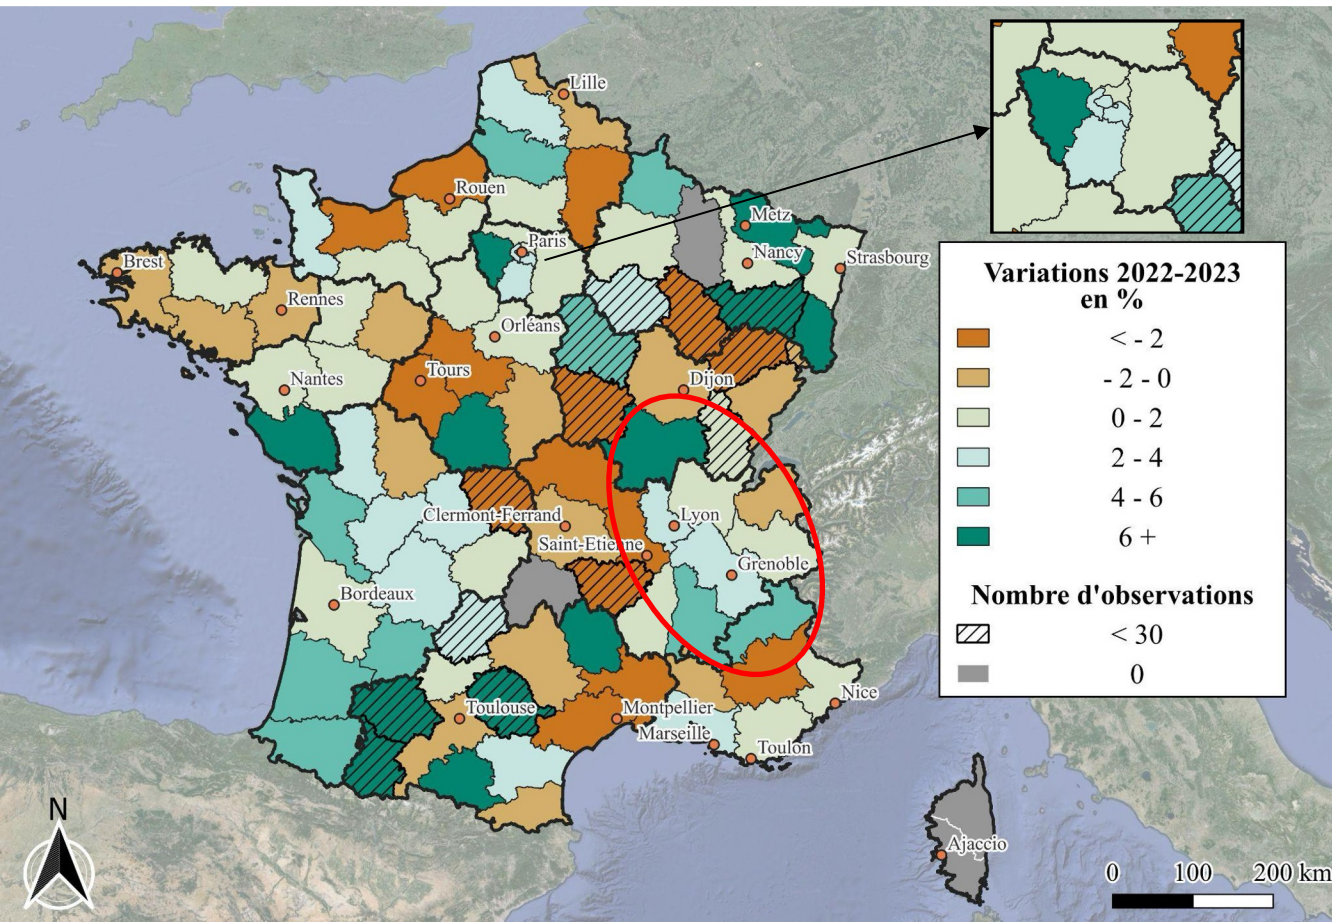 Lille
Rouen
Metz
Paris
Nancy
Strasbourg
Brest
Rennes
Orléans
Nantes
Tours
Dijon
Clermont-Ferrand
Lyon
Saint-Etienne
Grenoble
Bordeaux
Toulouse
Montpellier
Nice
Marseille
Toulon
Ajaccio
Variations 2022-2023
en %
< - 2
- 2 - 0
0 - 2
2 - 4
4 - 6
6 +
Nombre d'observations
< 30
0
N
0 100 200 km